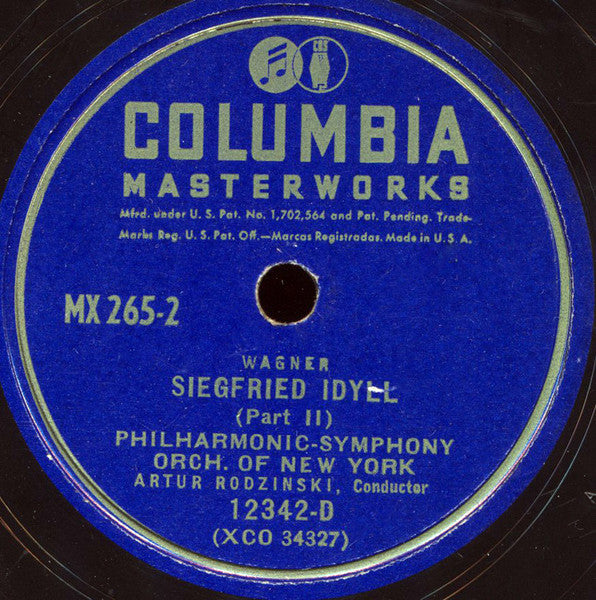 CBS
COLUMBIA
MASTERWORKS
Mfrd. under U. S. Pat. No. 1,702,564 and Pat. Pending. Trade-
Marks Reg. U. S. Pat. Off.—Marcas Registradas. Made in U. S. A.
MX 265-2
WAGNER
SIEGFRIED IDYLL
(Part II)
PHILHARMONIC-SYMPHONY
ORCH. OF NEW YORK
ARTUR RODZINSKI, Conductor
12342-D
(XCO 34327)